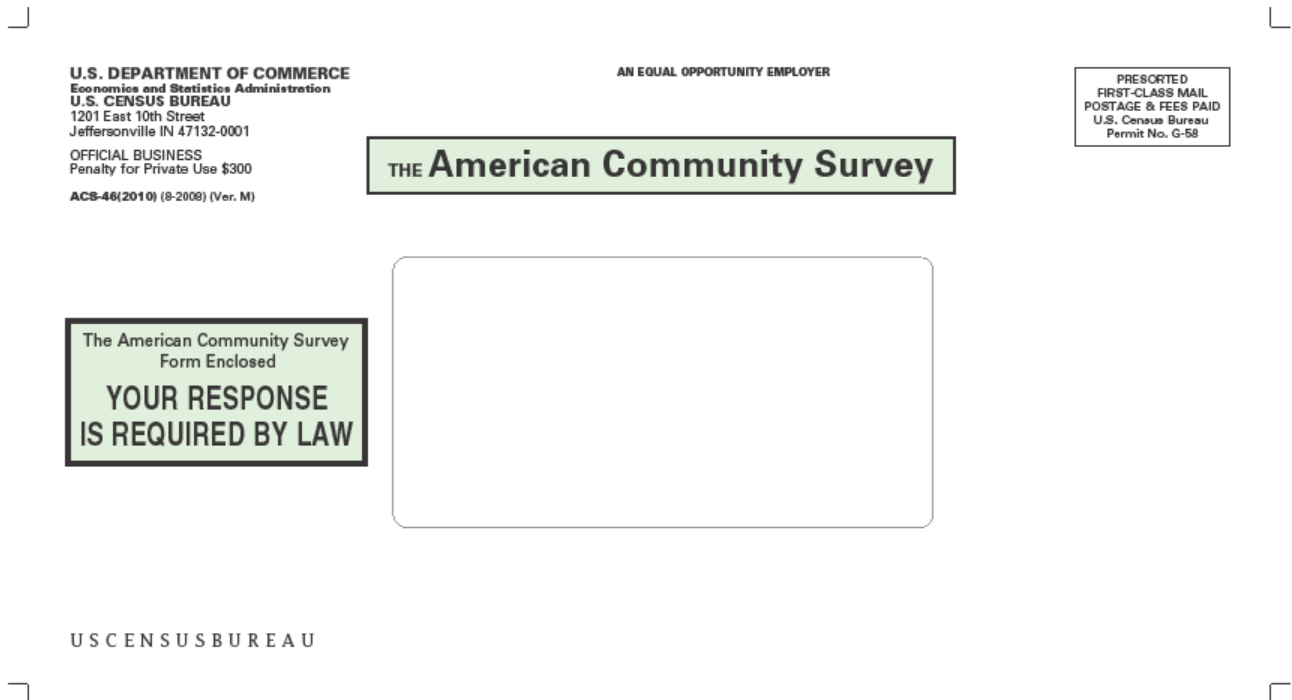 U.S. DEPARTMENT OF COMMERCE
Economics and Statistics Administration
U.S. CENSUS BUREAU
1201 East 10th Street
Jeffersonville IN 47132-0001
OFFICIAL BUSINESS
Penalty for Private Use $300
ACS-46(2010) (8-2008) (Ver. M)
AN EQUAL OPPORTUNITY EMPLOYER
PRESORTED
FIRST-CLASS MAIL
POSTAGE & FEES PAID
U.S. Census Bureau
Permit No. G-58
THE American Community Survey
The American Community Survey
Form Enclosed
YOUR RESPONSE
IS REQUIRED BY LAW
USCENSUSBUREAU